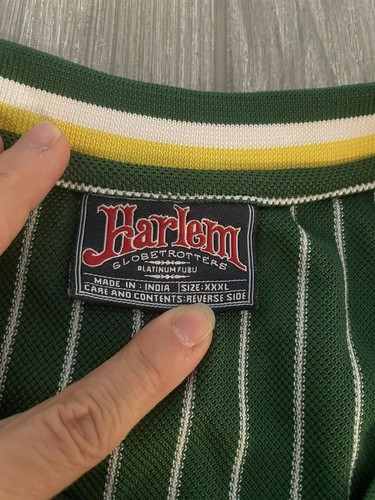 Harlem
GLOBETROTTERS
PLATINUM FUBU
MADE IN: INDIA SIZE: XXXL
CARE AND CONTENTS: REVERSE SIDE